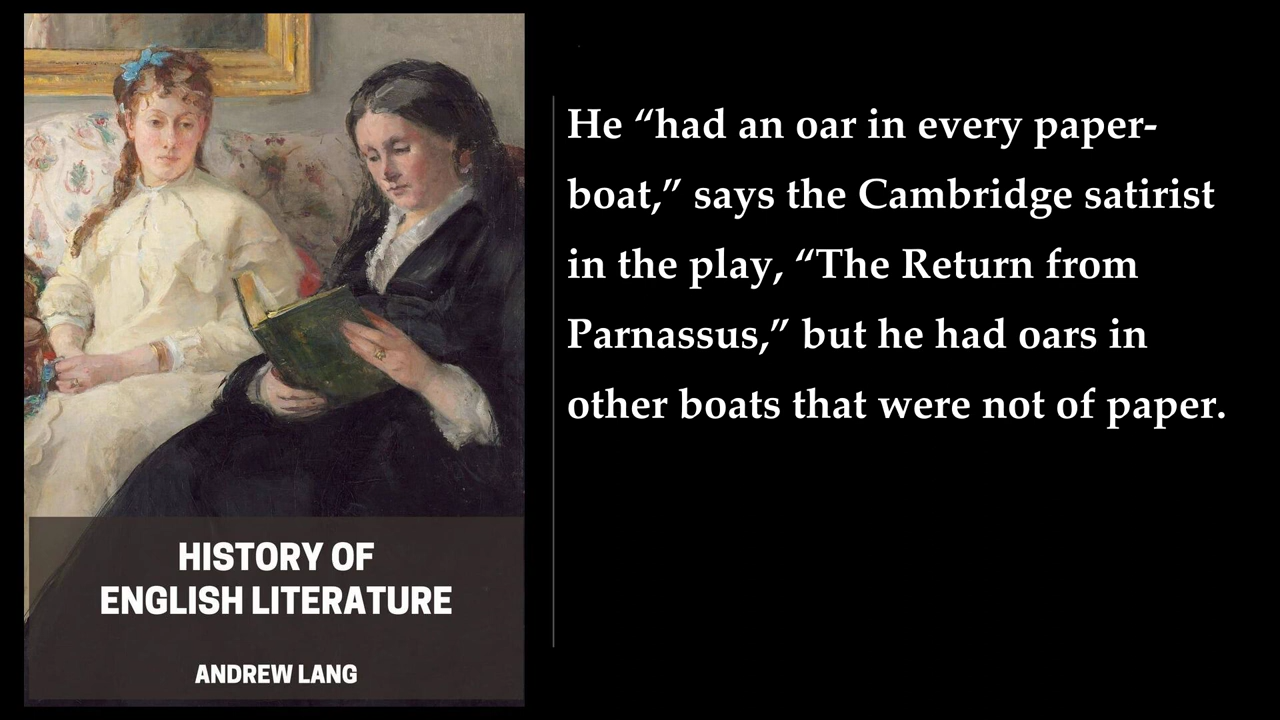 He “had an oar in every paper-
boat,” says the Cambridge satirist
in the play, “The Return from
Parnassus,” but he had oars in
other boats that were not of paper.
HISTORY OF
ENGLISH LITERATURE
ANDREW LANG